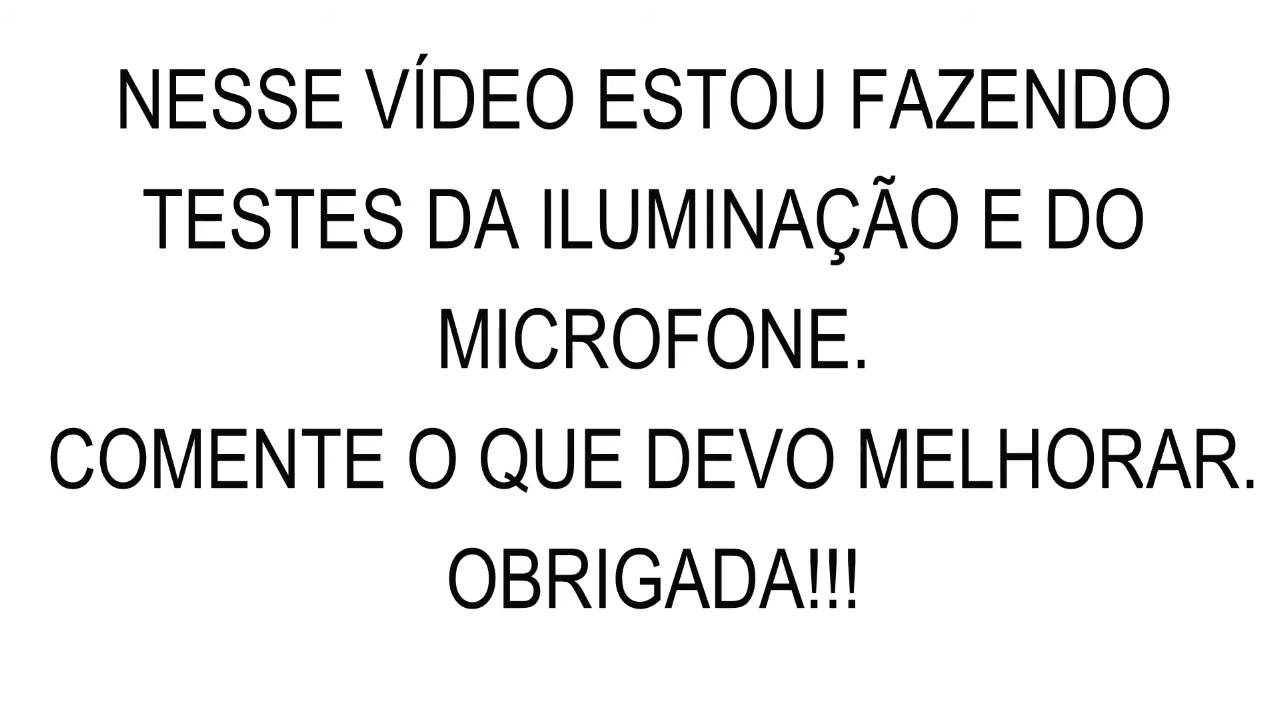 NESSE VÍDEO ESTOU FAZENDO
TESTES DA ILUMINAÇÃO E DO
MICROFONE.
COMENTE O QUE DEVO MELHORAR.
OBRIGADA!!!